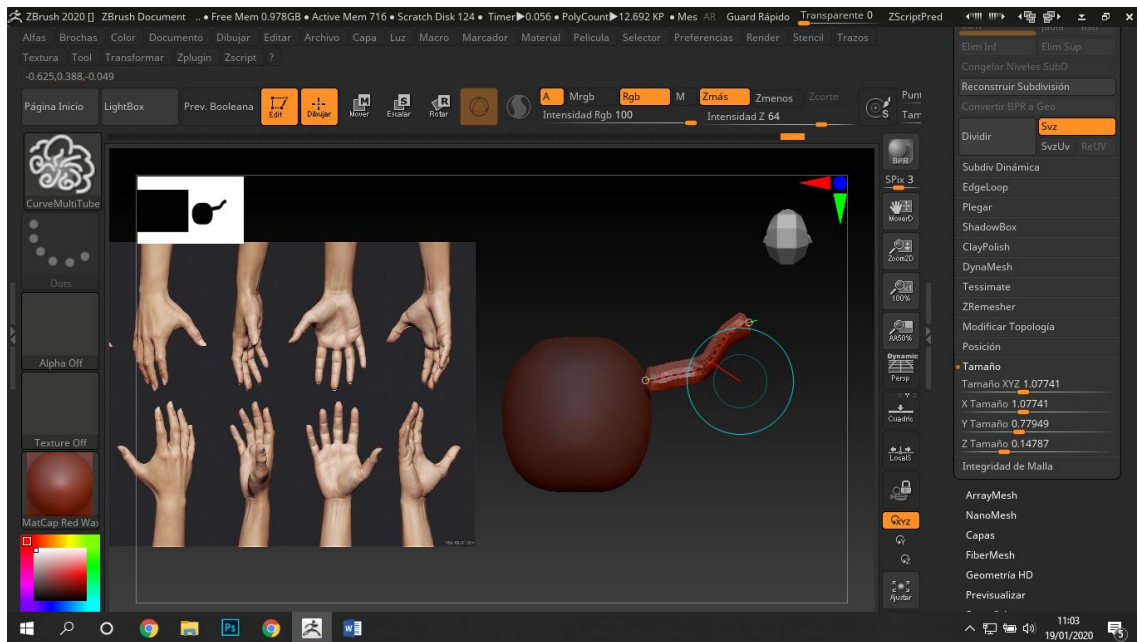 ZBrush 2020 [] ZBrush Document .. • Free Mem 0.978GB • Active Mem 716 • Scratch Disk 124 • Timer▶0.056 • PolyCount▶12.692 KP • Mes AR Guard Rápido Transparente 0 ZScriptPred
Alfas Brochas Color Documento Dibujar Editar Archivo Capa Luz Macro Marcador Material Pelicula Selector Preferencias Render Stencil Trazos
Textura Tool Transformar Zplugin Zscript ?
-0.625,0.388,-0.049
Página Inicio LightBox Prev. Booleana Edit Dibujar Mover Escalar Rotar
A Mrgb Rgb M Zmás Zmenos Zcorte Punt
Intensidad Rgb 100 Intensidad Z 64 S Tam
CurveMultiTube
Dots
Alpha Off
Texture Off
MatCap Red Wax
BPR
SPix 3
MoverD
Zoom2D
100%
AA50%
Dynamic
Persp
Cuadric
LocalS
XYZ
Y
Z
Ajustar
Elim Inf Elim Sup
Congelar Niveles SubD
Reconstruir Subdivisión
Convertir BPR a Geo
Dividir Svz
SvzUv ReUV
Subdiv Dinámica
EdgeLoop
Plegar
ShadowBox
ClayPolish
DynaMesh
Tessimate
ZRemesher
Modificar Topología
Posición
Tamaño
Tamaño XYZ 1.07741
X Tamaño 1.07741
Y Tamaño 0.77949
Z Tamaño 0.14787
Integridad de Malla
ArrayMesh
NanoMesh
Capas
FiberMesh
Geometría HD
Previsualizar
Ps
W
11:03
19/01/2020
5